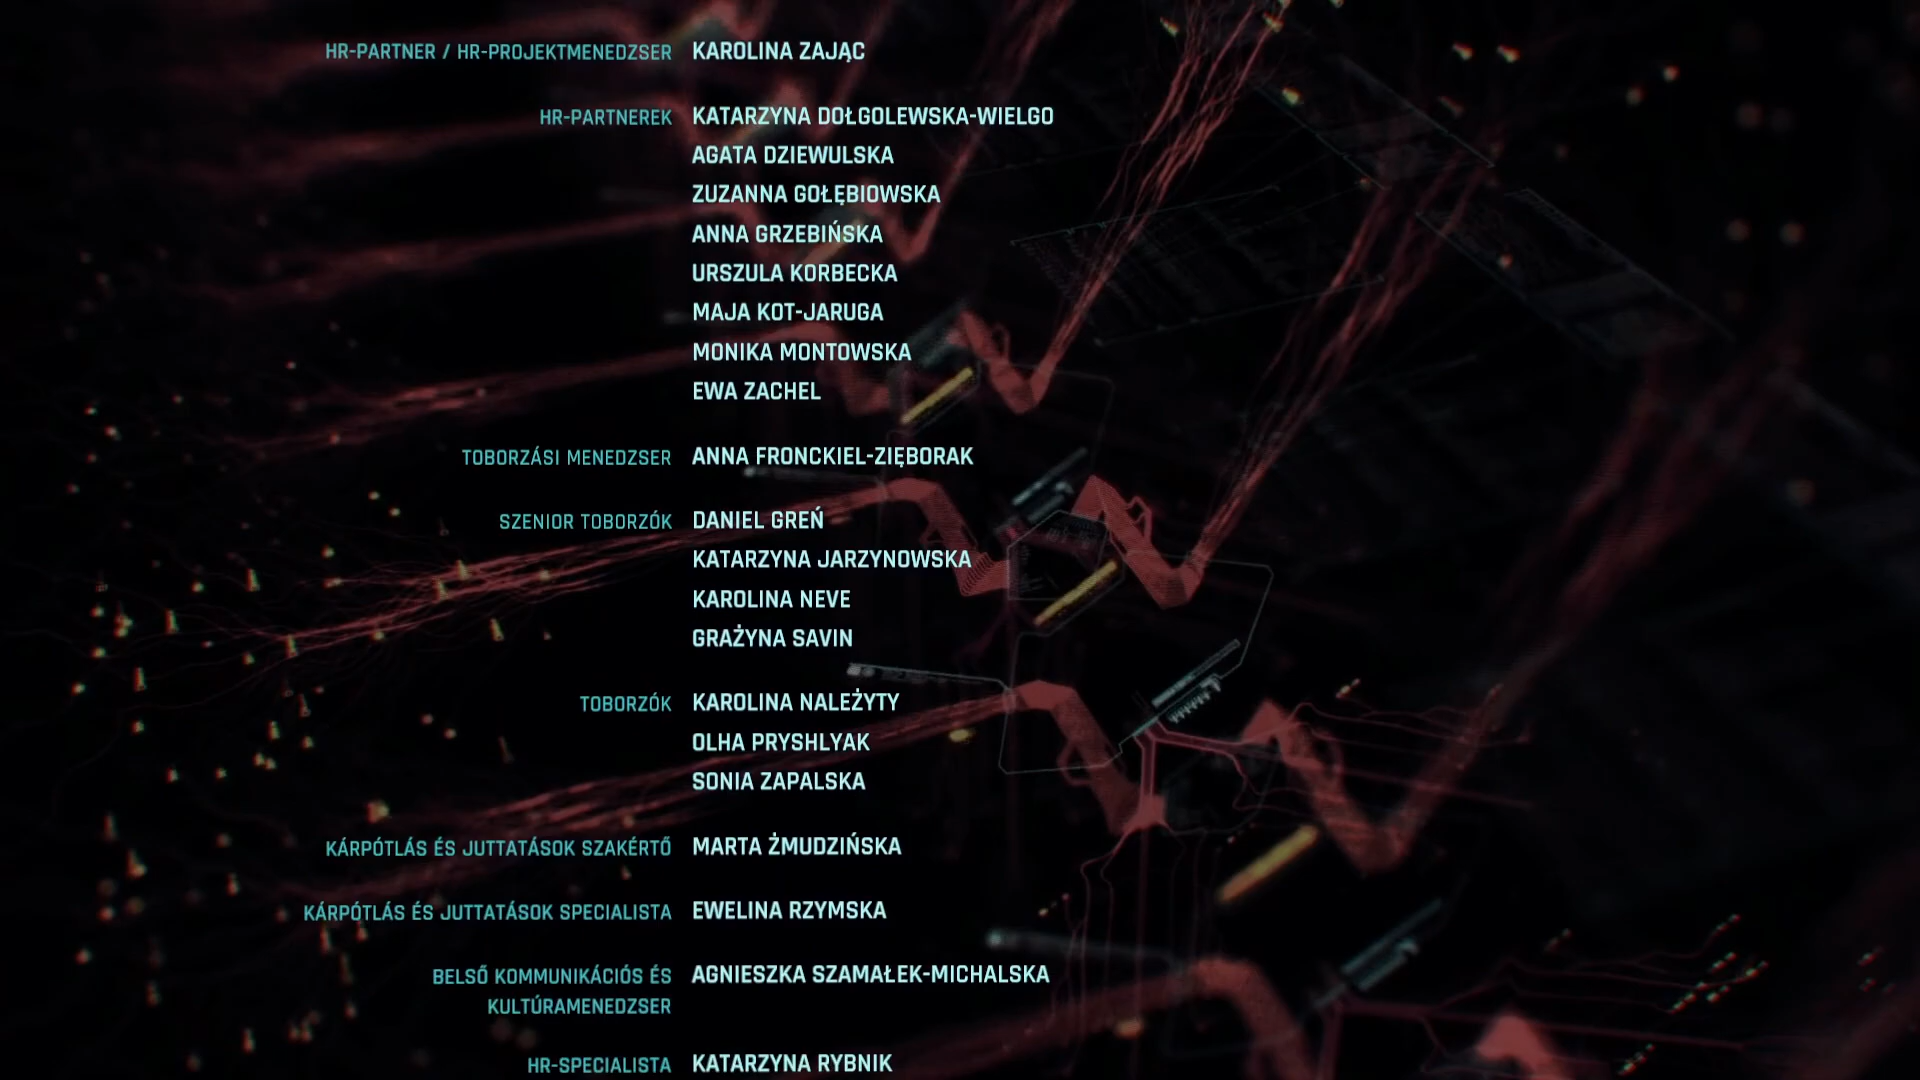 HR-PARTNER / HR-PROJEKTMENEDZSER KAROLINA ZAJĄC
HR-PARTNEREK KATARZYNA DOŁGOLEWSKA-WIELGO
AGATA DZIEWULSKA
ZUZANNA GOŁĘBIOWSKA
ANNA GRZEBIŃSKA
URSZULA KORBECKA
MAJA KOT-JARUGA
MONIKA MONTOWSKA
EWA ZACHEL
TOBORZÁSI MENEDZSER ANNA FRONCKIEL-ZIĘBORAK
SZENIOR TOBORZÓK DANIEL GREŃ
KATARZYNA JARZYNOWSKA
KAROLINA NEVE
GRAŻYNA SAVIN
TOBORZÓK KAROLINA NALEŻYTY
OLHA PRYSHLYAK
SONIA ZAPALSKA
KÁRPÓTLÁS ÉS JUTTATÁSOK SZAKÉRTŐ MARTA ŻMUDZIŃSKA
KÁRPÓTLÁS ÉS JUTTATÁSOK SPECIALISTA EWELINA RZYMSKA
BELSŐ KOMMUNIKÁCIÓS ÉS AGNIESZKA SZAMAŁEK-MICHALSKA
KULTÚRAMENEDZSER
HR-SPECIALISTA KATARZYNA RYBNIK